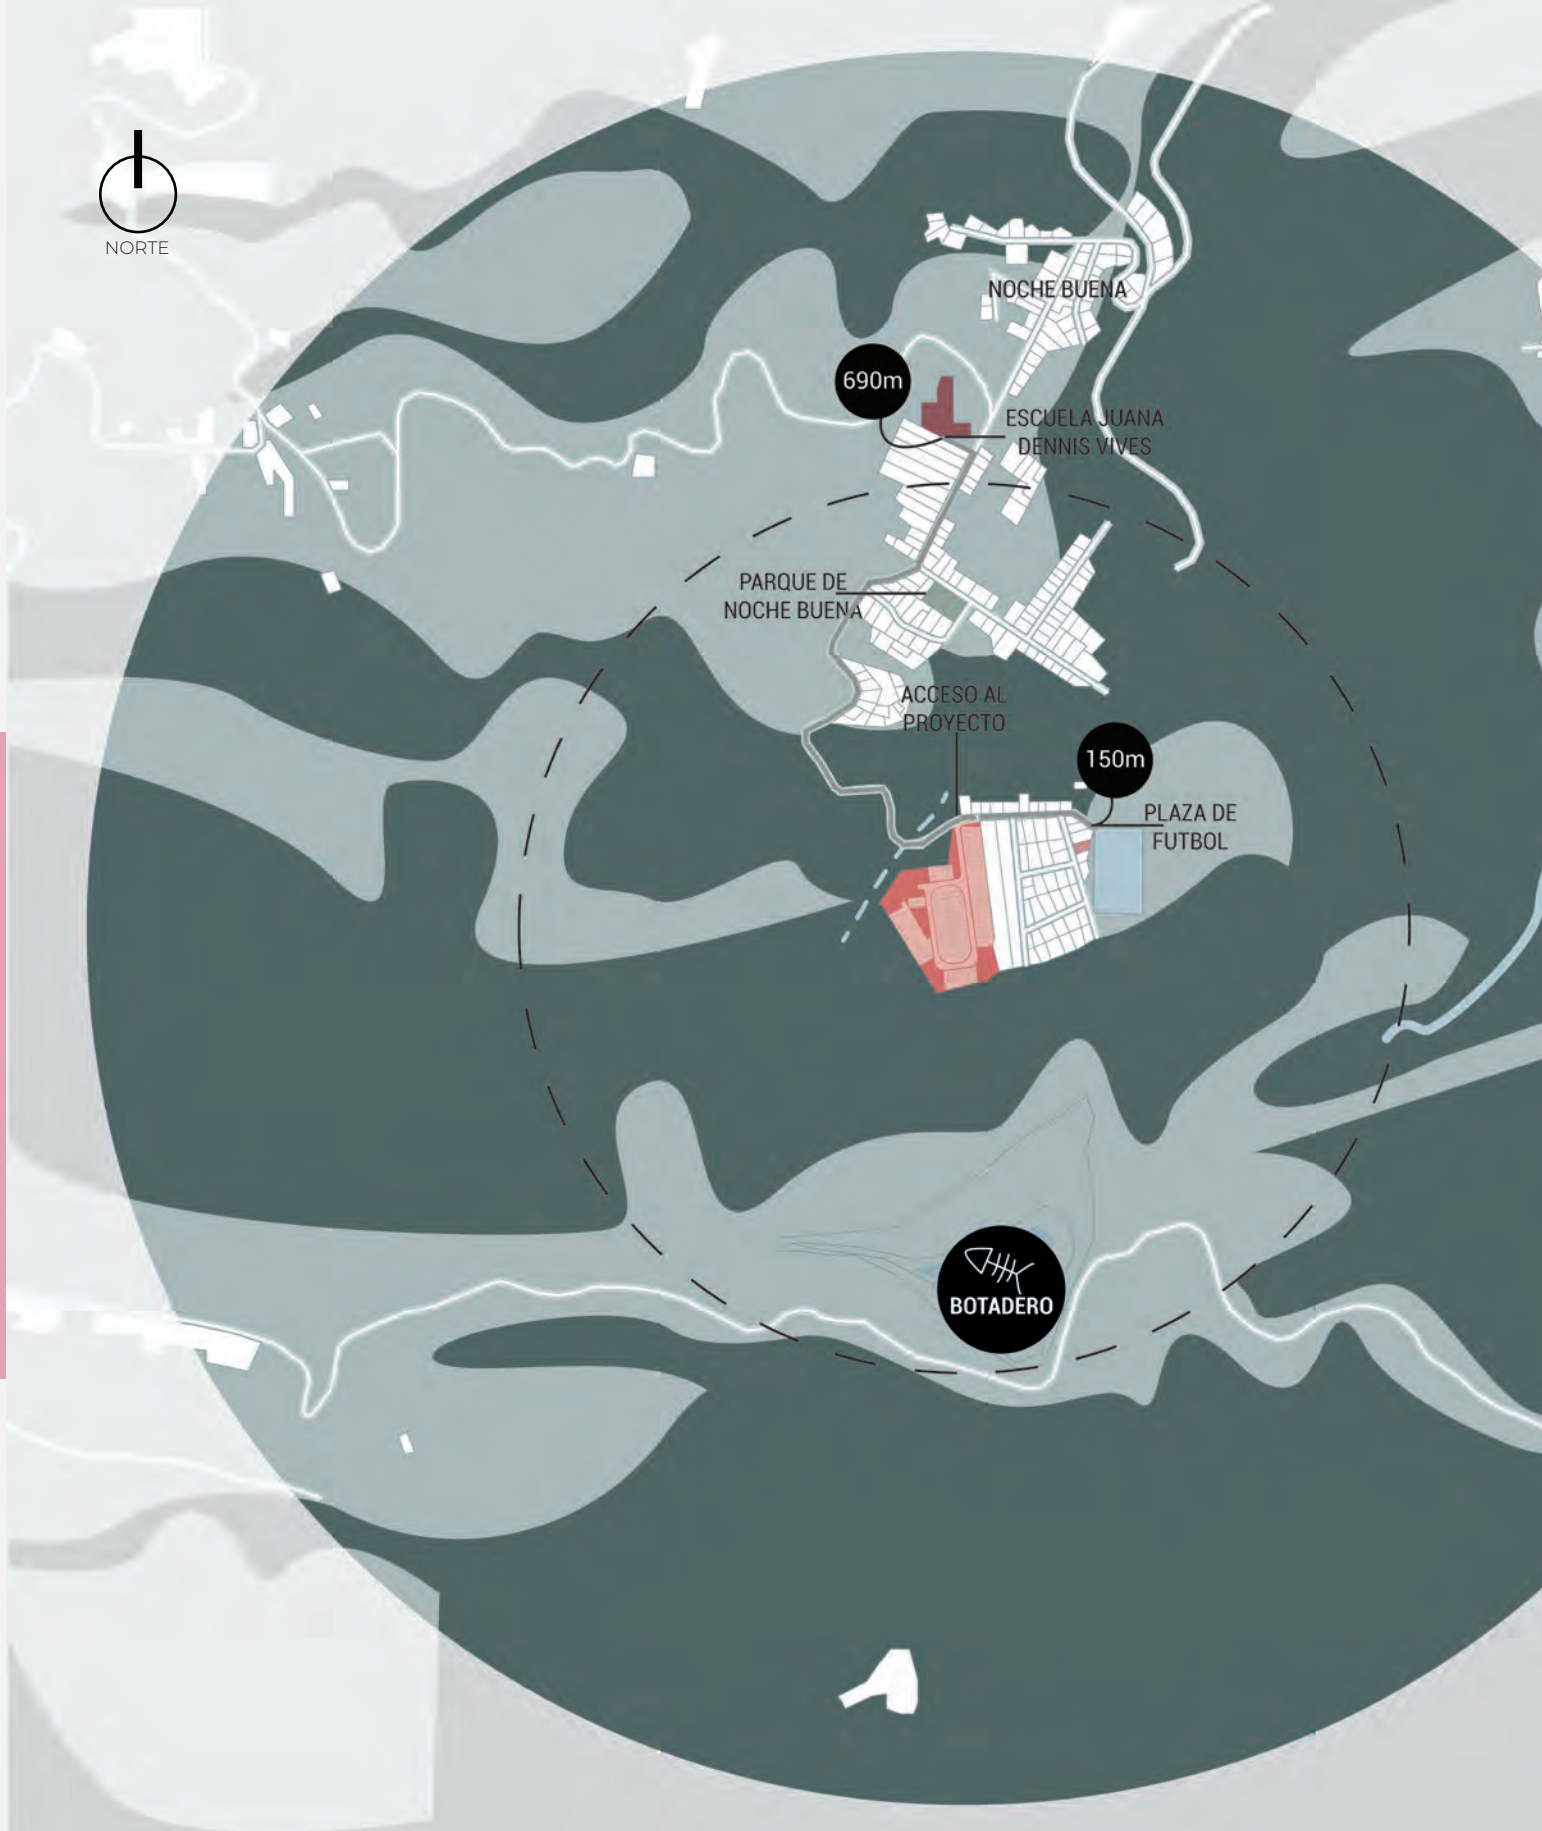 NORTE
NOCHE BUENA
690m
ESCUELA JUANA
DENNIS VIVES
PARQUE DE
NOCHE BUENA
ACCESO AL
PROYECTO
150m
PLAZA DE
FUTBOL
BOTADERO